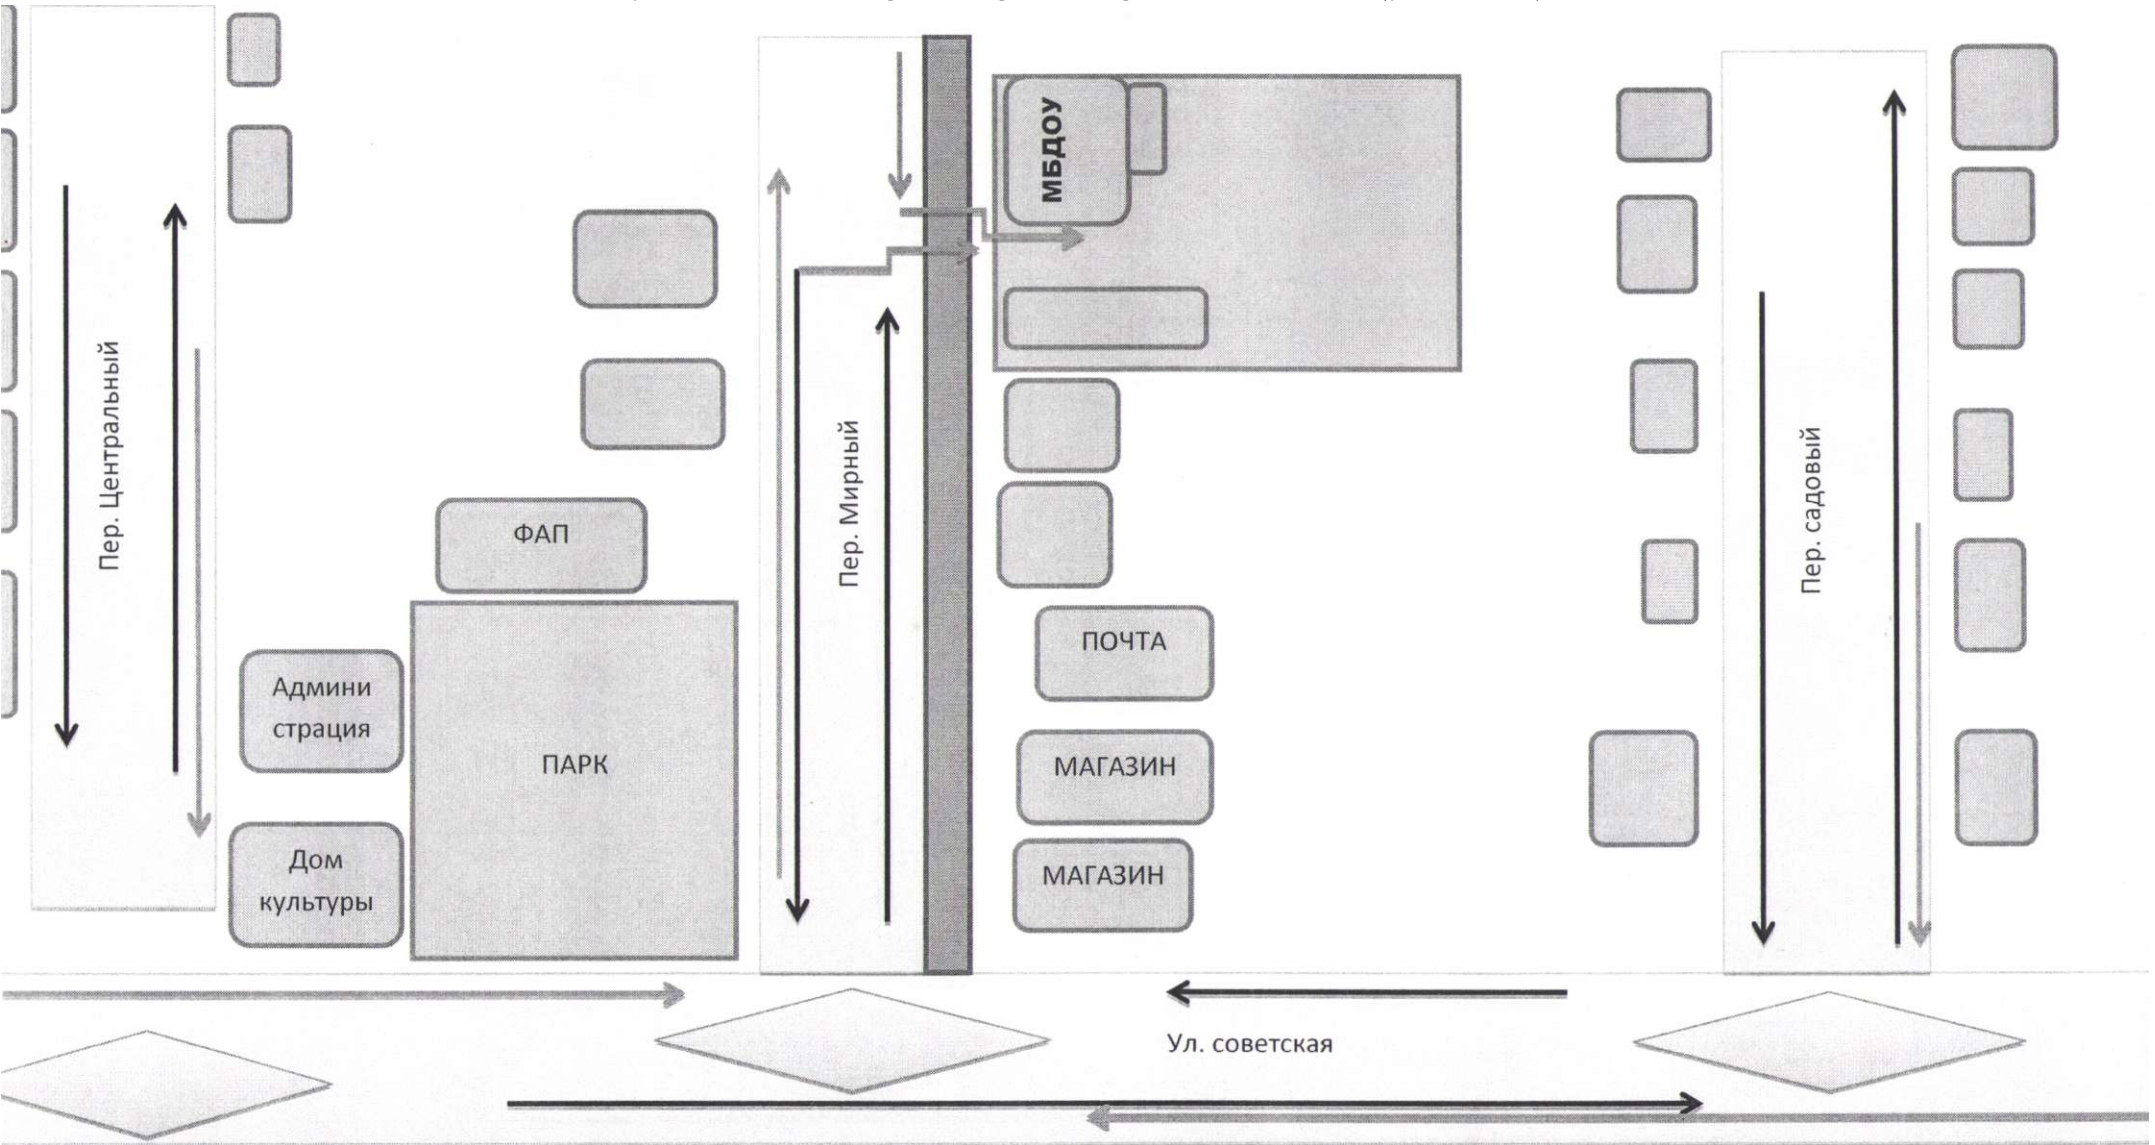 МБДОУ
Пер. Центральный
Пер. Мирный
Пер. садовый
ФАП
ПОЧТА
Админи
страция
ПАРК
МАГАЗИН
Дом
культуры
МАГАЗИН
Ул. советская